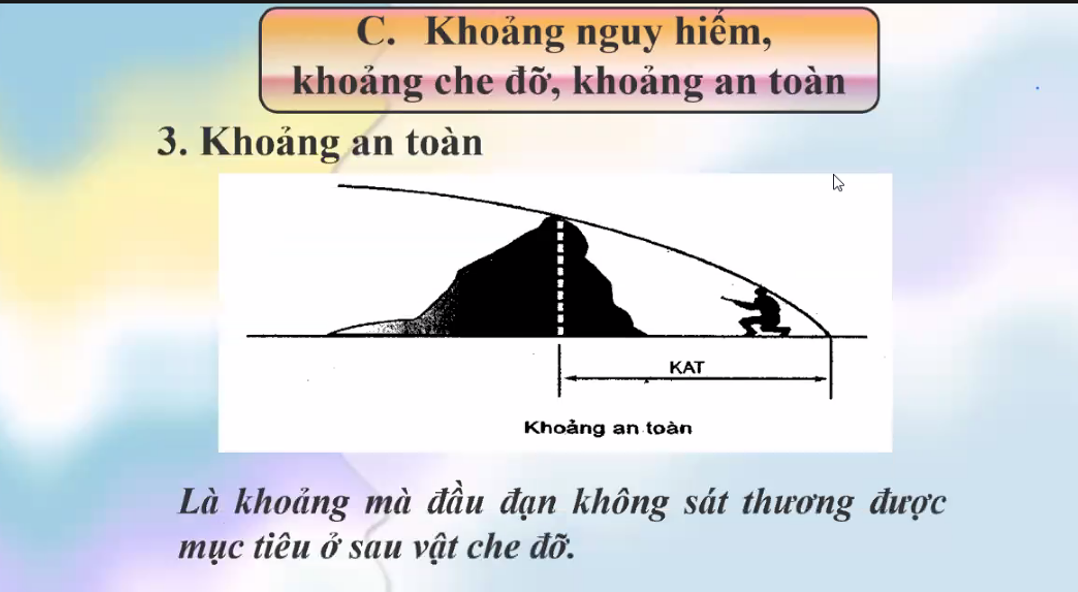 C. Khoảng nguy hiểm,
khoảng che đỡ, khoảng an toàn
3. Khoảng an toàn
KAT
Khoảng an toàn
Là khoảng mà đầu đạn không sát thương được
mục tiêu ở sau vật che đỡ.